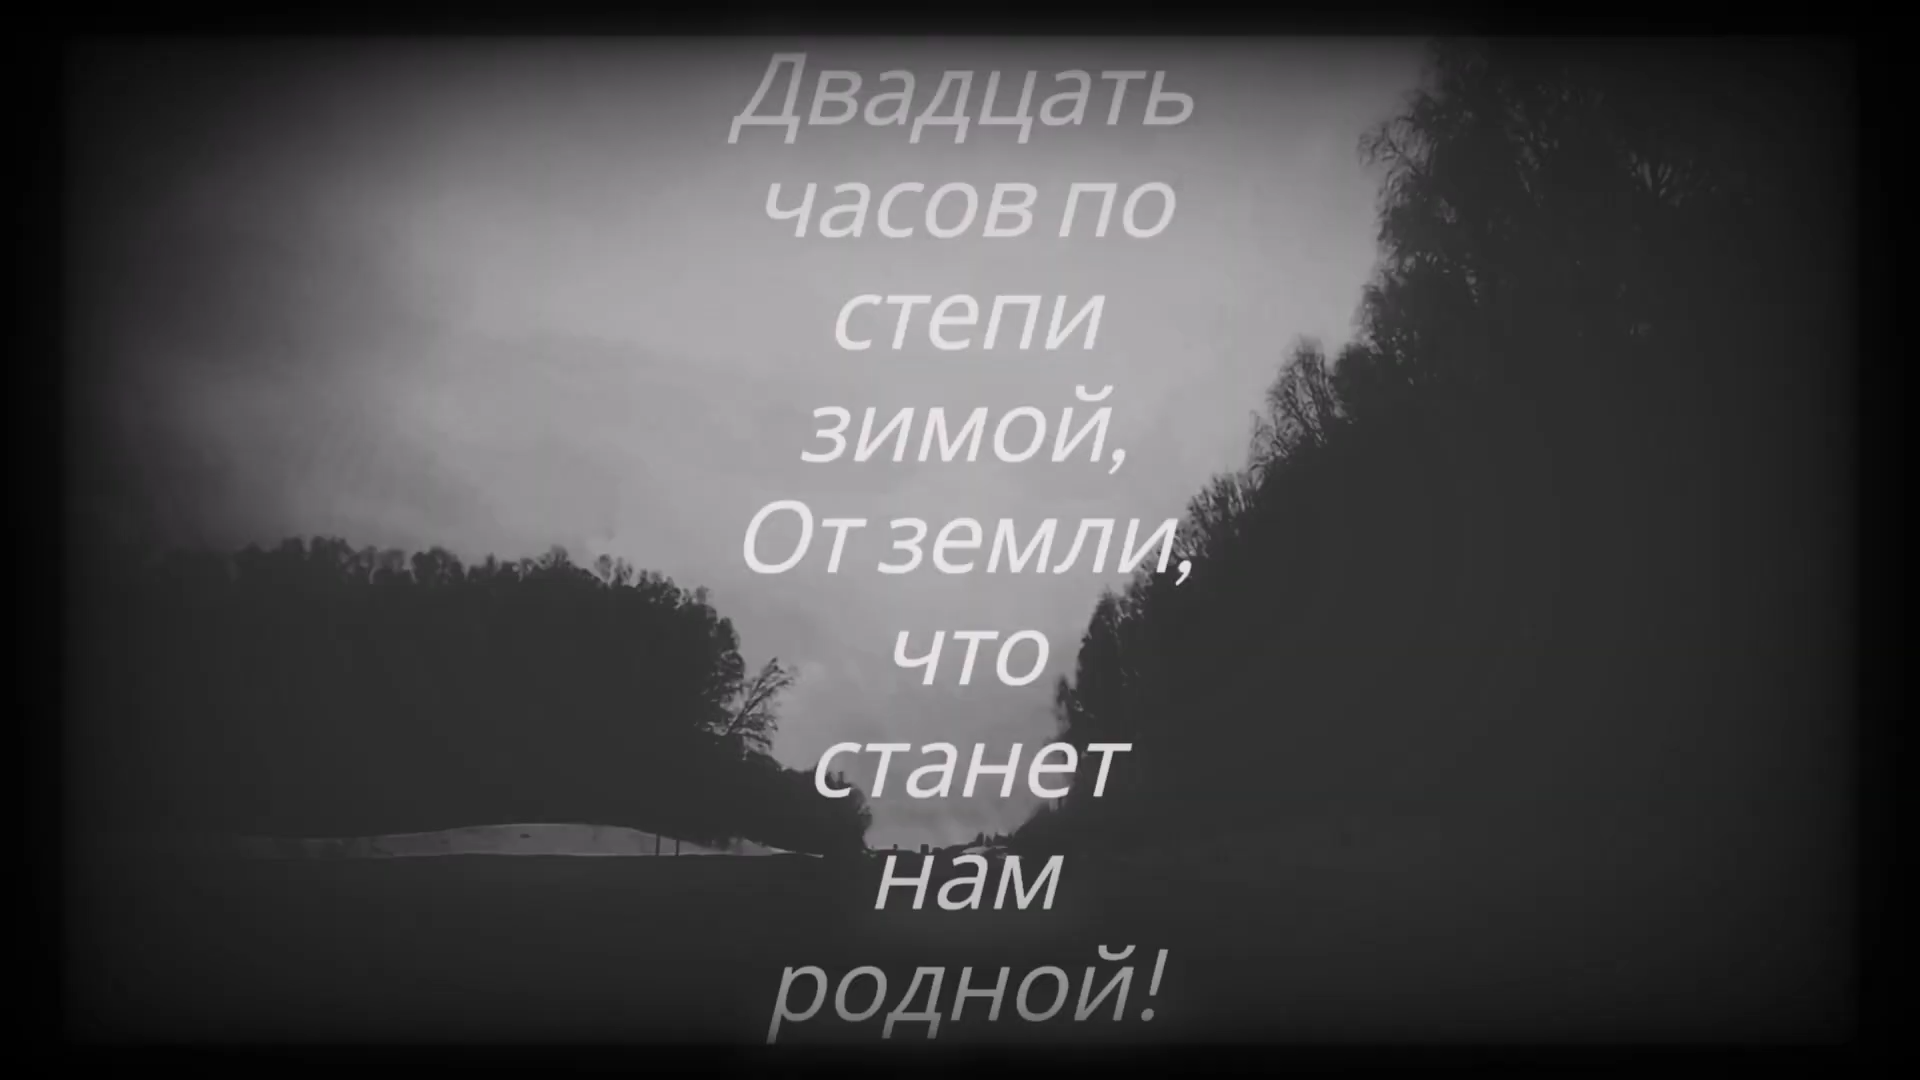 Двадцать
часов по
степи
зимой,
От земли,
что
станет
нам
родной!